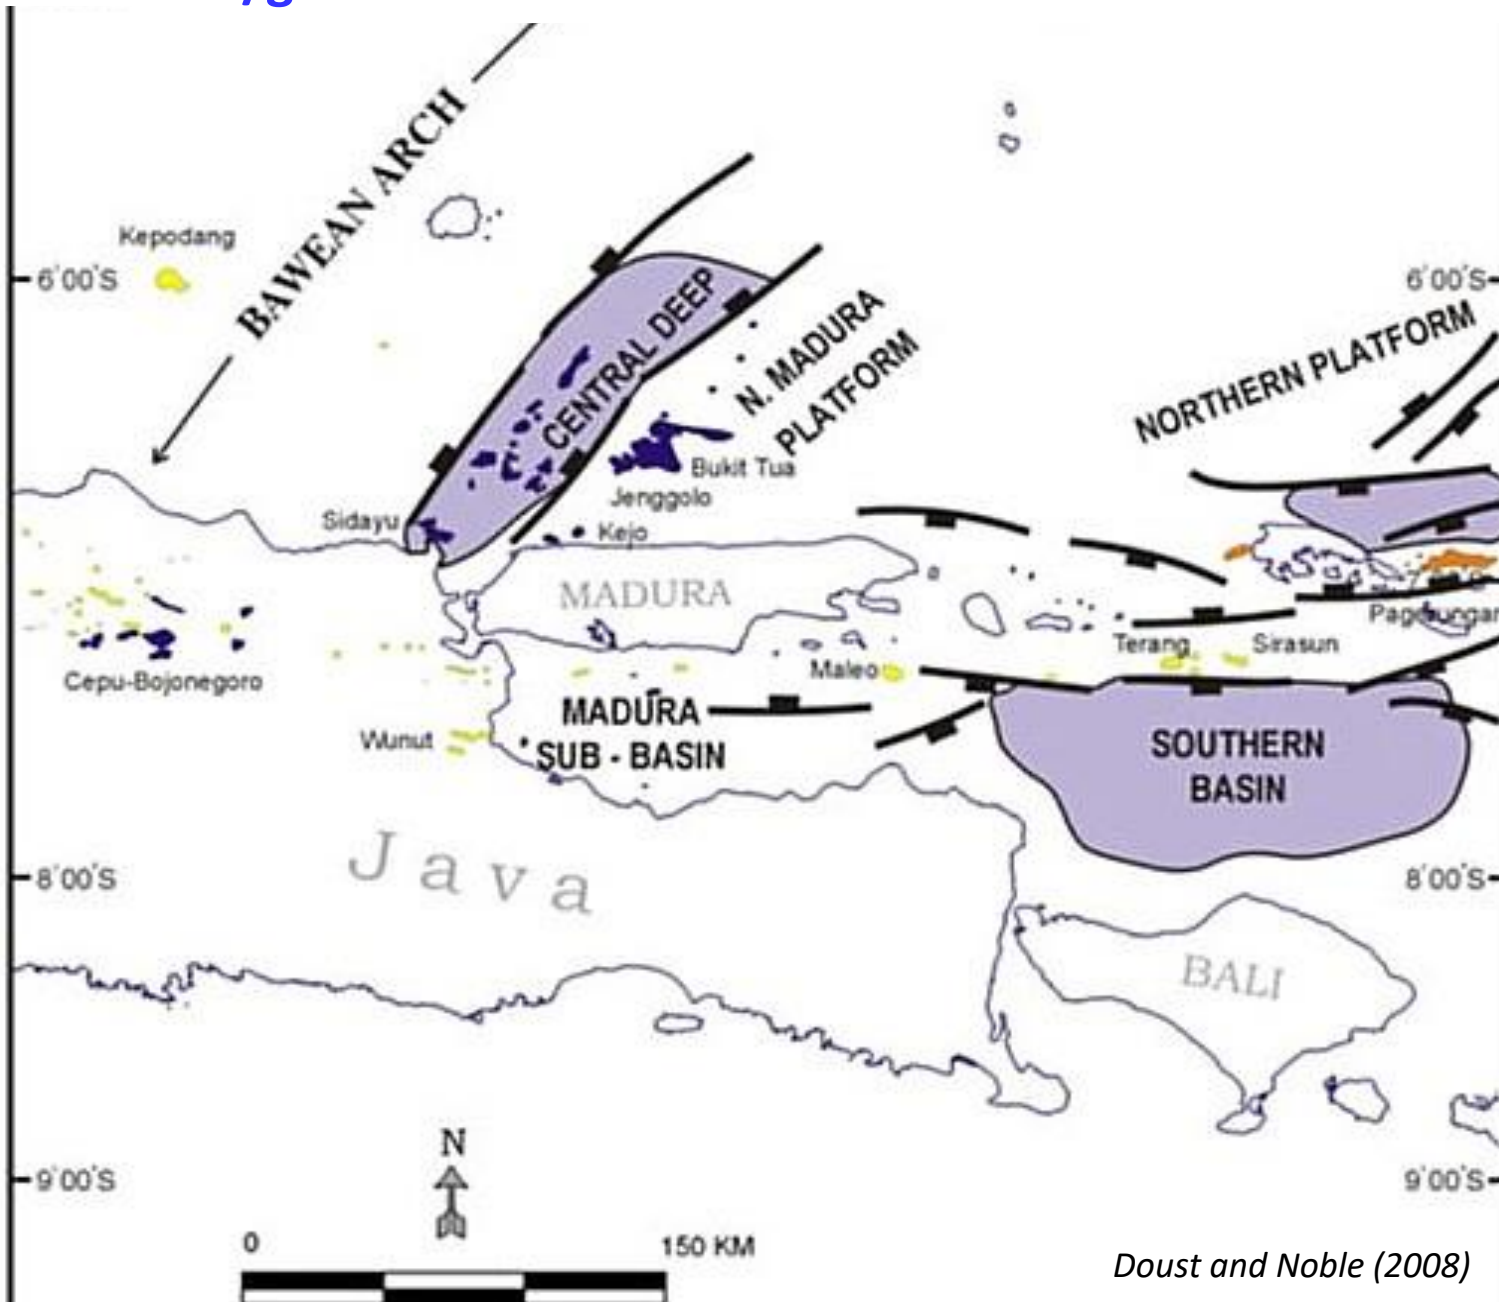 BAWEAN ARCH
Kepodang
6°00'S
6°00'S
CENTRAL DEEP
N. MADURA
PLATFORM
NORTHERN PLATFORM
Bukit Tua
Jenggolo
Sidayu
Kejo
MADURA
Pagerungan
Terang
Sirasun
Maleo
Cepu-Bojonegoro
MADURA
SUB - BASIN
Wunut
SOUTHERN
BASIN
Java
8°00'S
8°00'S
BALI
N
9°00'S
9°00'S
0
150 KM
Doust and Noble (2008)